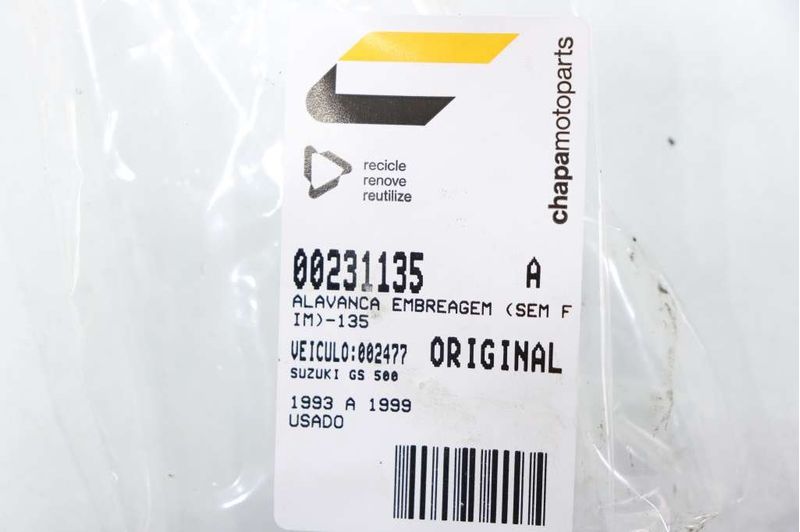 chapamotoparts
recicle
renove
reutilize
00231135 A
ALAVANCA EMBREAGEM (SEM F
IM)-135
VEICULO:002477 ORIGINAL
SUZUKI GS 500
1993 A 1999
USADO